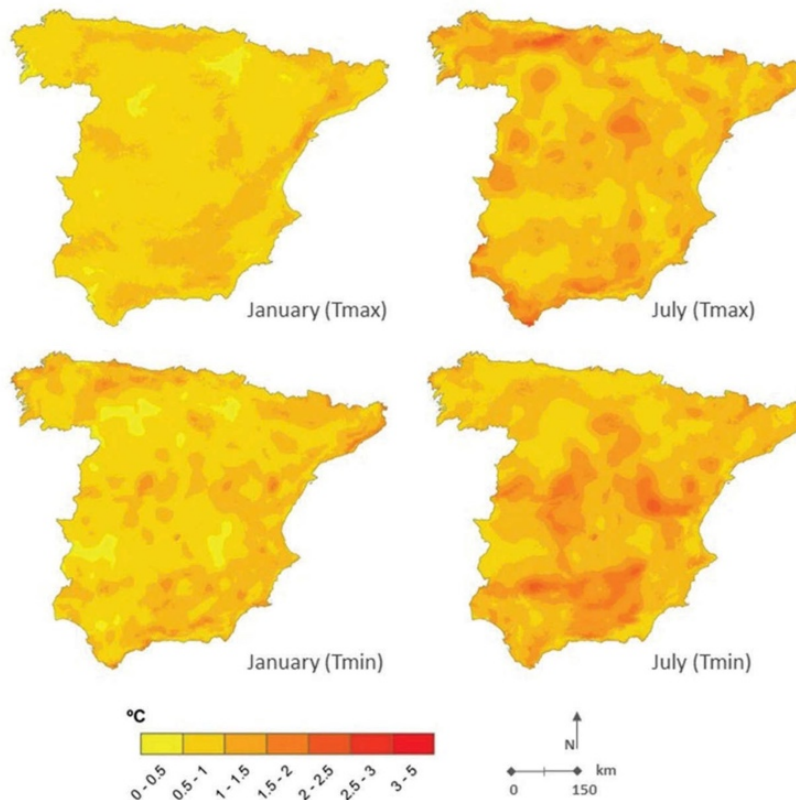 January (Tmax)
July (Tmax)
January (Tmin)
July (Tmin)
ºC
0 - 0.5
0.5 - 1
1 - 1.5
1.5 - 2
2 - 2.5
2.5 - 3
3 - 5
N
km
0 150